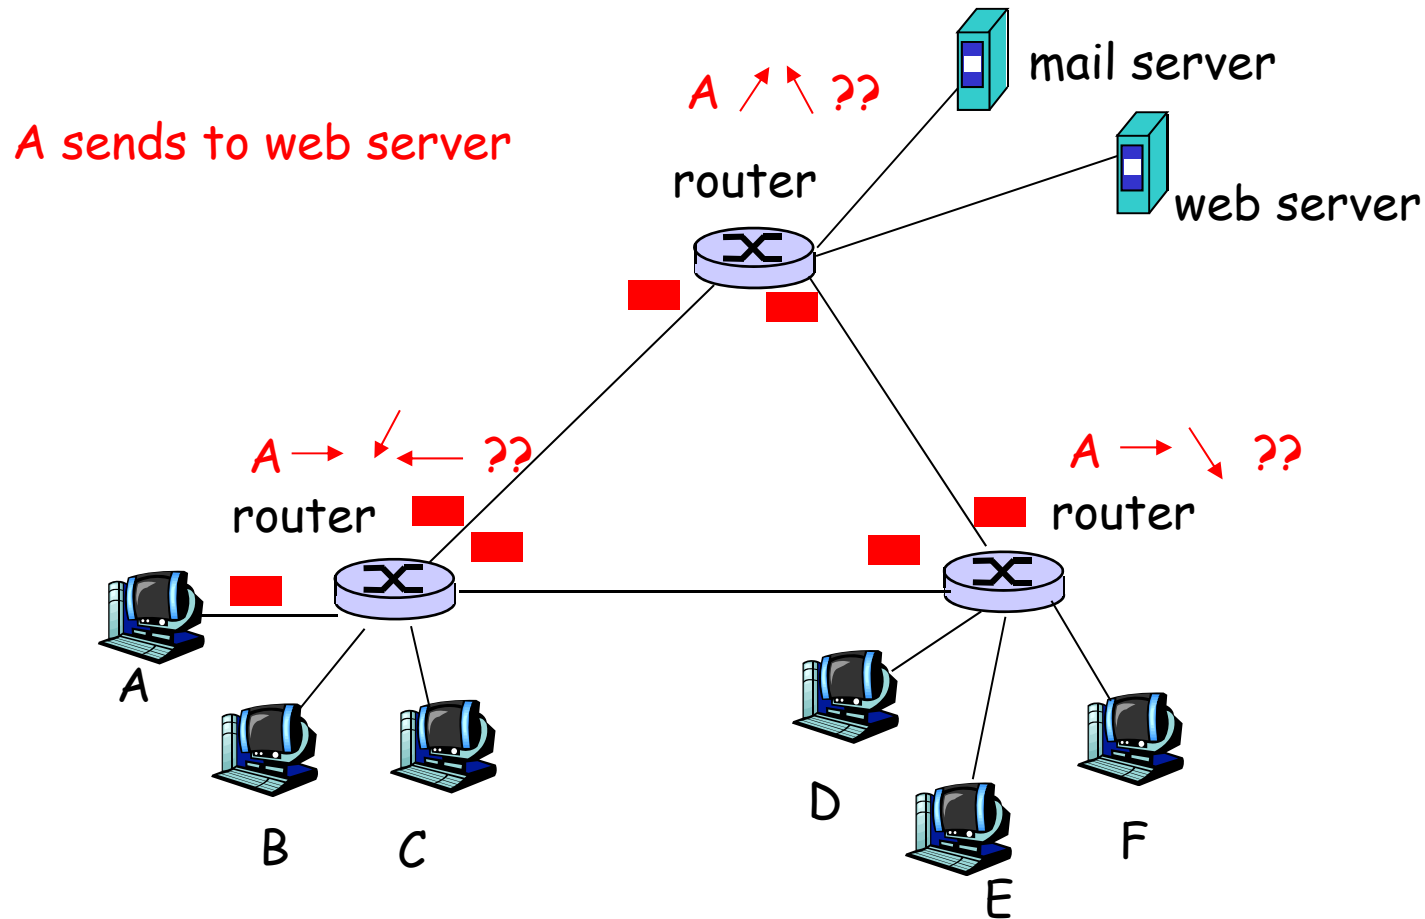 mail server
A ??
A sends to web server
router
web server
A ??
A ??
router
router
A
D
B
C
F
E